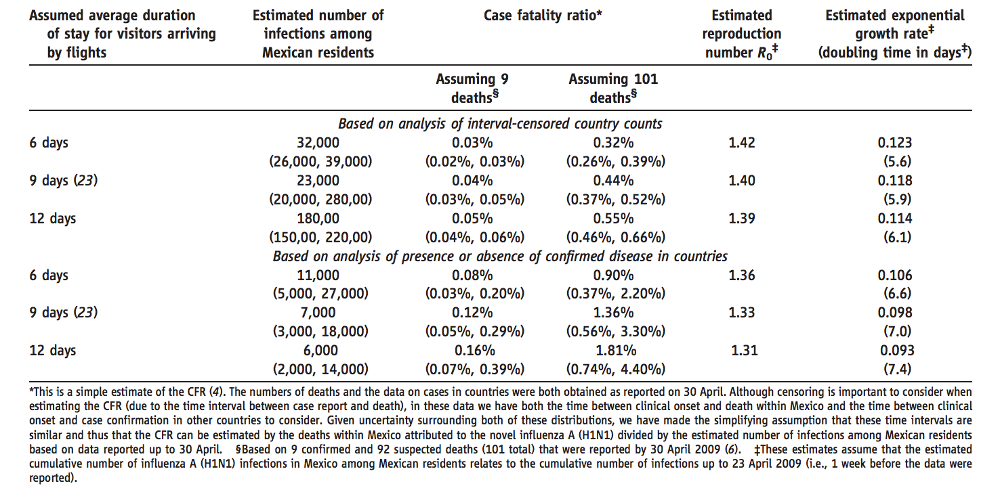 Assumed average duration Estimated number of Case fatality ratio* Estimated Estimated exponential
of stay for visitors arriving infections among reproduction growth rate‡
by flights Mexican residents number R0‡ (doubling time in days‡)
Assuming 9 Assuming 101
deaths§ deaths§
Based on analysis of interval-censored country counts
6 days 32,000 0.03% 0.32% 1.42 0.123
(26,000, 39,000) (0.02%, 0.03%) (0.26%, 0.39%) (5.6)
9 days (23) 23,000 0.04% 0.44% 1.40 0.118
(20,000, 280,00) (0.03%, 0.05%) (0.37%, 0.52%) (5.9)
12 days 180,00 0.05% 0.55% 1.39 0.114
(150,00, 220,00) (0.04%, 0.06%) (0.46%, 0.66%) (6.1)
Based on analysis of presence or absence of confirmed disease in countries
6 days 11,000 0.08% 0.90% 1.36 0.106
(5,000, 27,000) (0.03%, 0.20%) (0.37%, 2.20%) (6.6)
9 days (23) 7,000 0.12% 1.36% 1.33 0.098
(3,000, 18,000) (0.05%, 0.29%) (0.56%, 3.30%) (7.0)
12 days 6,000 0.16% 1.81% 1.31 0.093
(2,000, 14,000) (0.07%, 0.39%) (0.74%, 4.40%) (7.4)
*This is a simple estimate of the CFR (4). The numbers of deaths and the data on cases in countries were both obtained as reported on 30 April. Although censoring is important to consider when
estimating the CFR (due to the time interval between case report and death), in these data we have both the time between clinical onset and death within Mexico and the time between clinical
onset and case confirmation in other countries to consider. Given uncertainty surrounding both of these distributions, we have made the simplifying assumption that these time intervals are
similar and thus that the CFR can be estimated by the deaths within Mexico attributed to the novel influenza A (H1N1) divided by the estimated number of infections among Mexican residents
based on data reported up to 30 April. §Based on 9 confirmed and 92 suspected deaths (101 total) that were reported by 30 April 2009 (6). ‡These estimates assume that the estimated
cumulative number of influenza A (H1N1) infections in Mexico among Mexican residents relates to the cumulative number of infections up to 23 April 2009 (i.e., 1 week before the data were
reported).